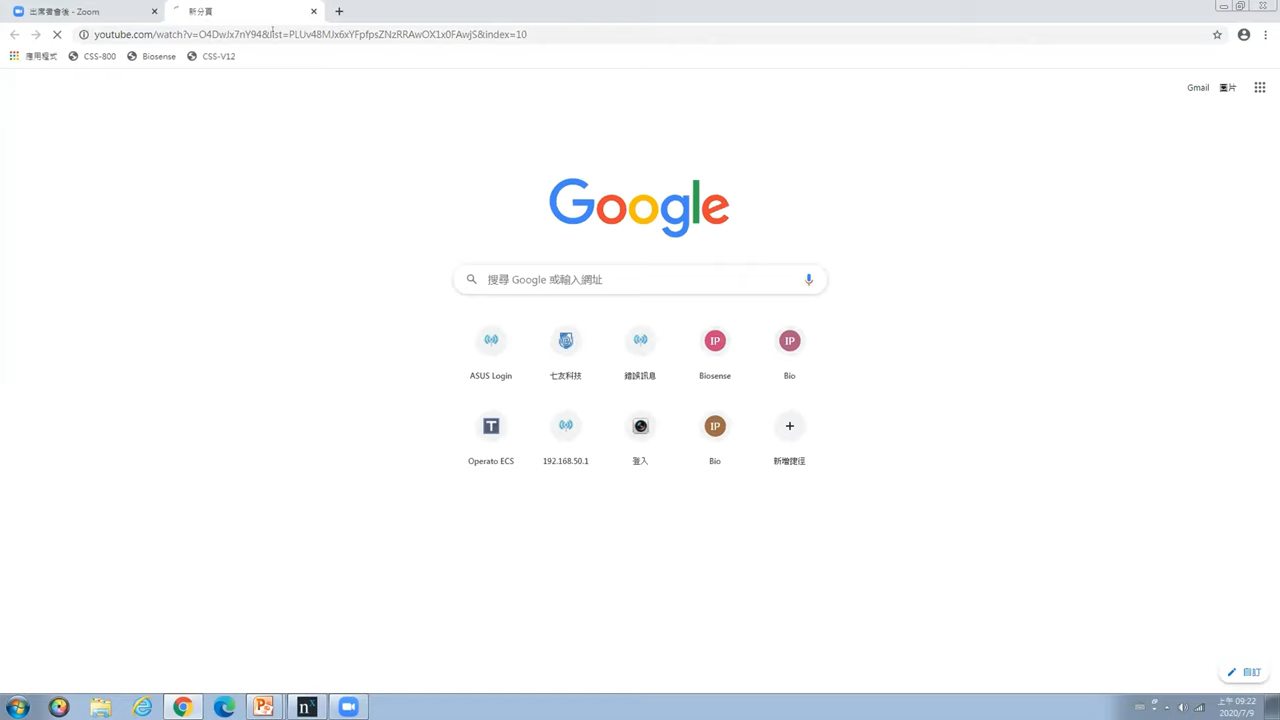 出席者會後 - Zoom
新分頁
youtube.com/watch?v=O4DwJx7nY94&list=PLUv48MJx6xYFpfpsZNzRRAwOX1x0FAwjS&index=10
應用程式 CSS-800 Biosense CSS-V12
Gmail 圖片
Google
搜尋 Google 或輸入網址
IP IP
ASUS Login 七友科技 錯誤訊息 Biosense Bio
T IP
Operato ECS 192.168.50.1 登入 Bio 新增捷徑
自訂
上午 09:22
2020/7/9